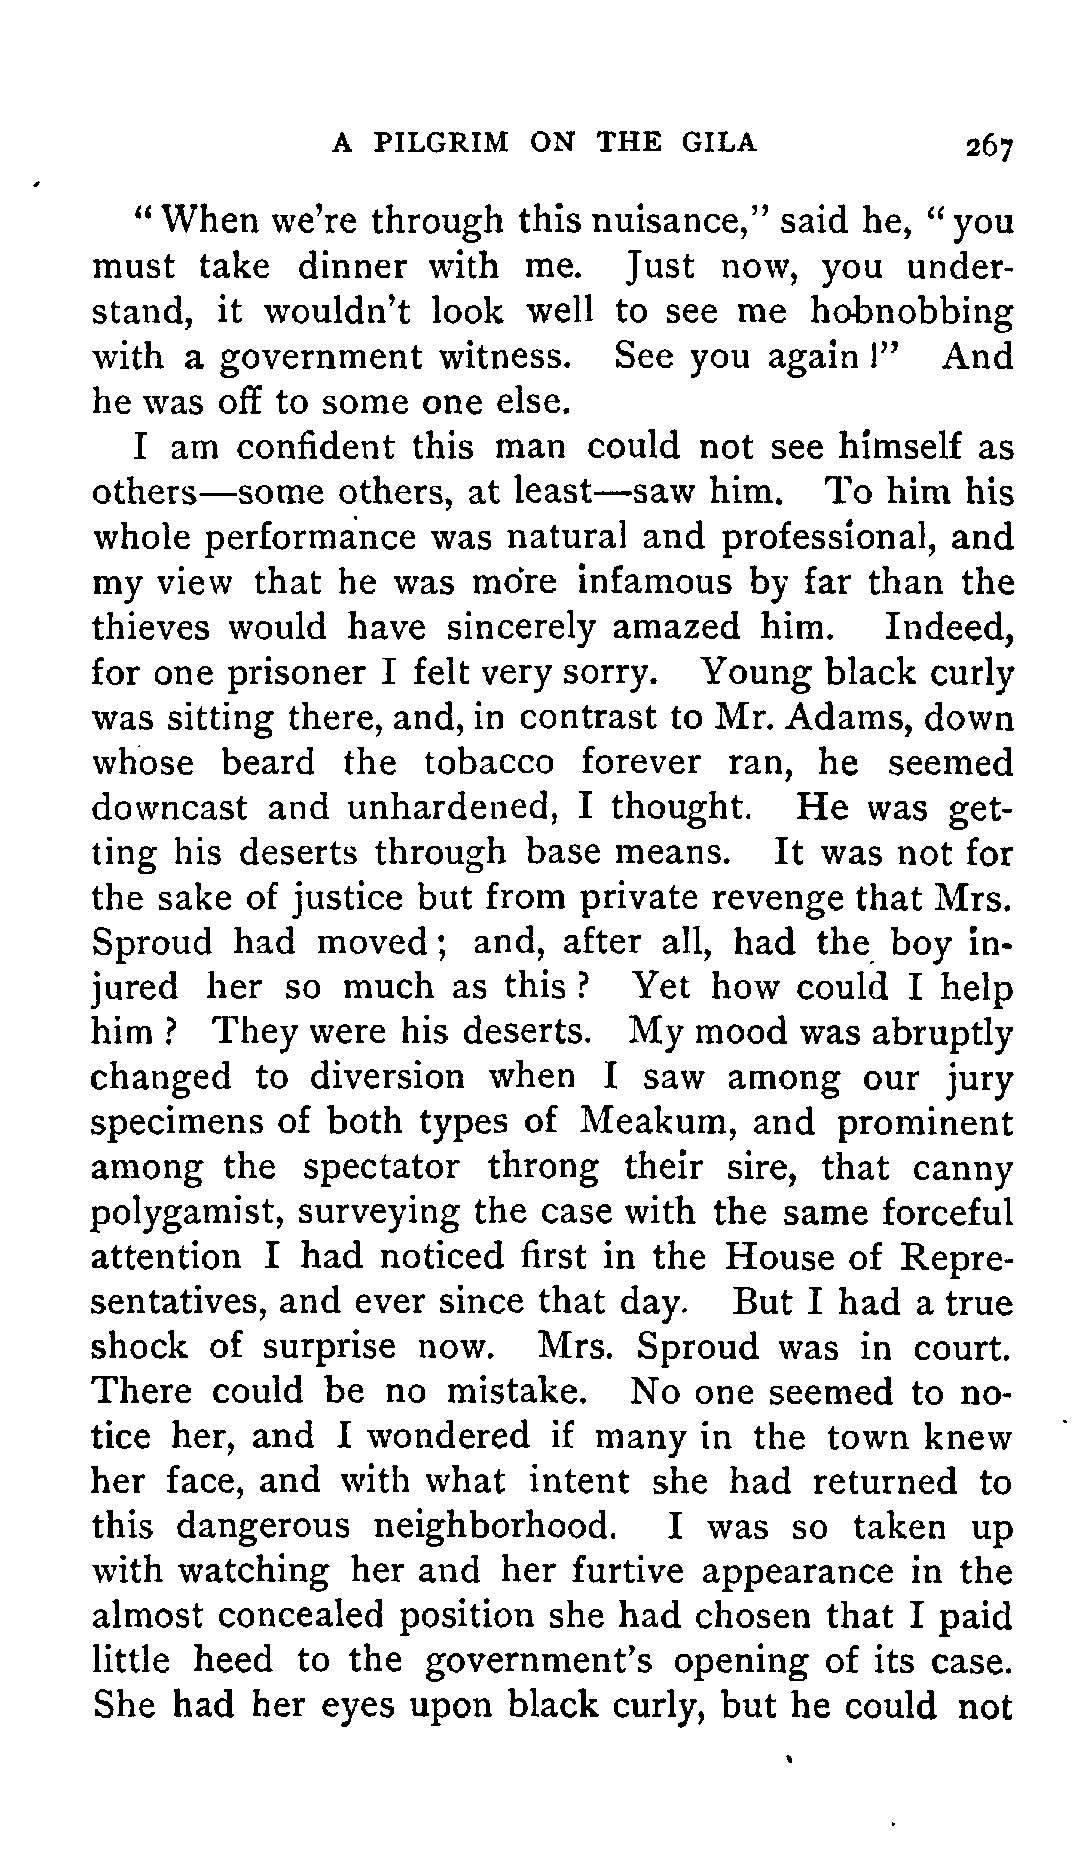 A PILGRIM ON THE GILA 267
"When we're through this nuisance," said he, "you
must take dinner with me. Just now, you under-
stand, it wouldn't look well to see me hobnobbing
with a government witness. See you again!" And
he was off to some one else.
I am confident this man could not see himself as
others—some others, at least—saw him. To him his
whole performance was natural and professional, and
my view that he was more infamous by far than the
thieves would have sincerely amazed him. Indeed,
for one prisoner I felt very sorry. Young black curly
was sitting there, and, in contrast to Mr. Adams, down
whose beard the tobacco forever ran, he seemed
downcast and unhardened, I thought. He was get-
ting his deserts through base means. It was not for
the sake of justice but from private revenge that Mrs.
Sproud had moved; and, after all, had the boy in-
jured her so much as this? Yet how could I help
him? They were his deserts. My mood was abruptly
changed to diversion when I saw among our jury
specimens of both types of Meakum, and prominent
among the spectator throng their sire, that canny
polygamist, surveying the case with the same forceful
attention I had noticed first in the House of Repre-
sentatives, and ever since that day. But I had a true
shock of surprise now. Mrs. Sproud was in court.
There could be no mistake. No one seemed to no-
tice her, and I wondered if many in the town knew
her face, and with what intent she had returned to
this dangerous neighborhood. I was so taken up
with watching her and her furtive appearance in the
almost concealed position she had chosen that I paid
little heed to the government's opening of its case.
She had her eyes upon black curly, but he could not